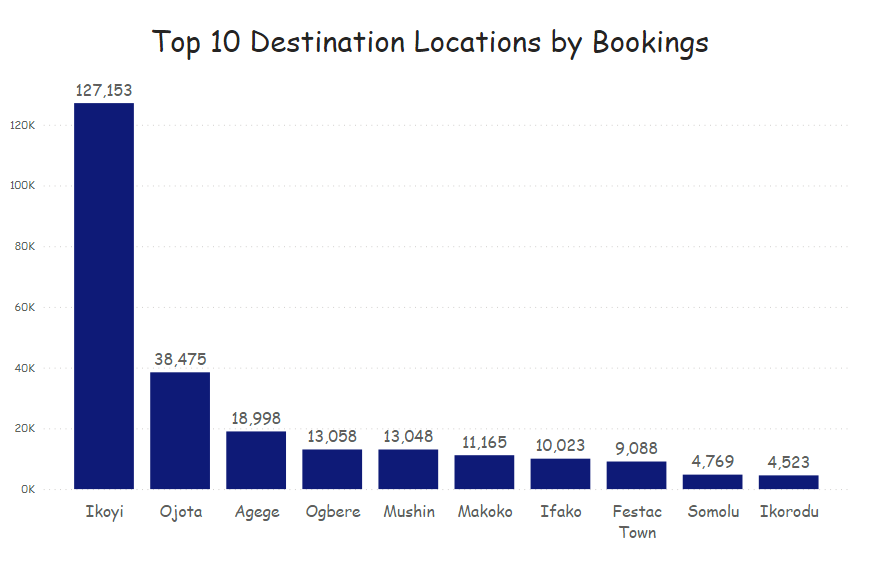 Top 10 Destination Locations by Bookings
127,153
120K
100K
80K
60K
40K
20K
0K
38,475
18,998
13,058
13,048
11,165
10,023
9,088
4,769
4,523
Ikoyi
Ojota
Agege
Ogbere
Mushin
Makoko
Ifako
Festac
Town
Somolu
Ikorodu